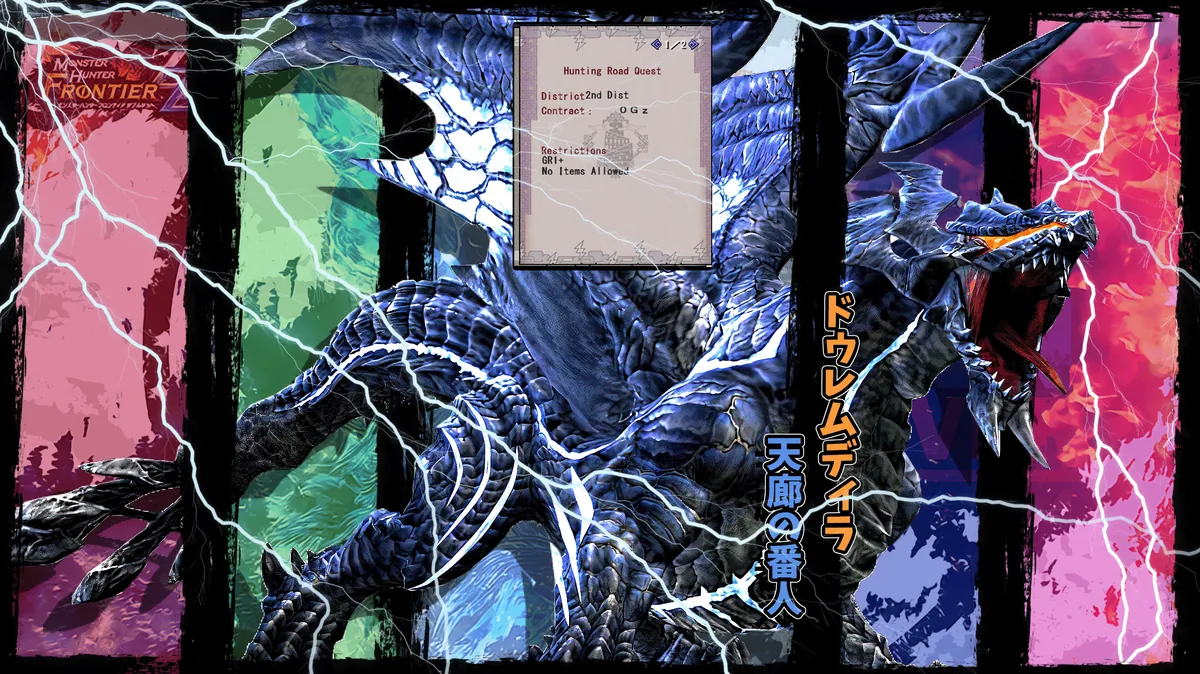 MONSTER
HUNTER
FRONTIER Z
1/2
Hunting Road Quest
District 2nd Dist
Contract: 0Gz
Restrictions
GR1+
No Items Allowed
ドゥレムディラ
天廊の番人